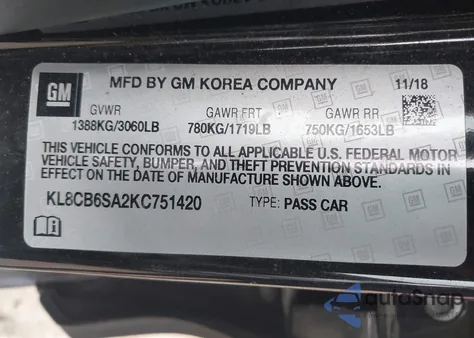 GM
MFD BY GM KOREA COMPANY 11/18
GVWR GAWR FRT GAWR RR
1388KG/3060LB 780KG/1719LB 750KG/1653LB
THIS VEHICLE CONFORMS TO ALL APPLICABLE U.S. FEDERAL MOTOR
VEHICLE SAFETY, BUMPER, AND THEFT PREVENTION STANDARDS IN
EFFECT ON THE DATE OF MANUFACTURE SHOWN ABOVE.
KL8CB6SA2KC751420 TYPE: PASS CAR
autoSnap